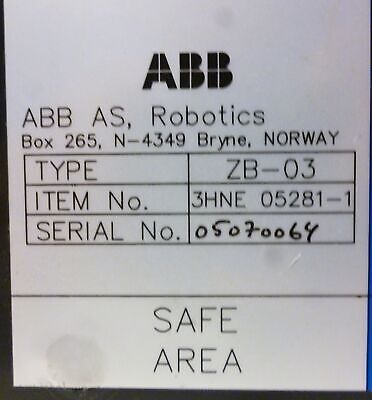 ABB
ABB AS, Robotics
Box 265, N-4349 Bryne, NORWAY
TYPE ZB-03
ITEM No. 3HNE 05281-1
SERIAL No. 05070064
SAFE
AREA